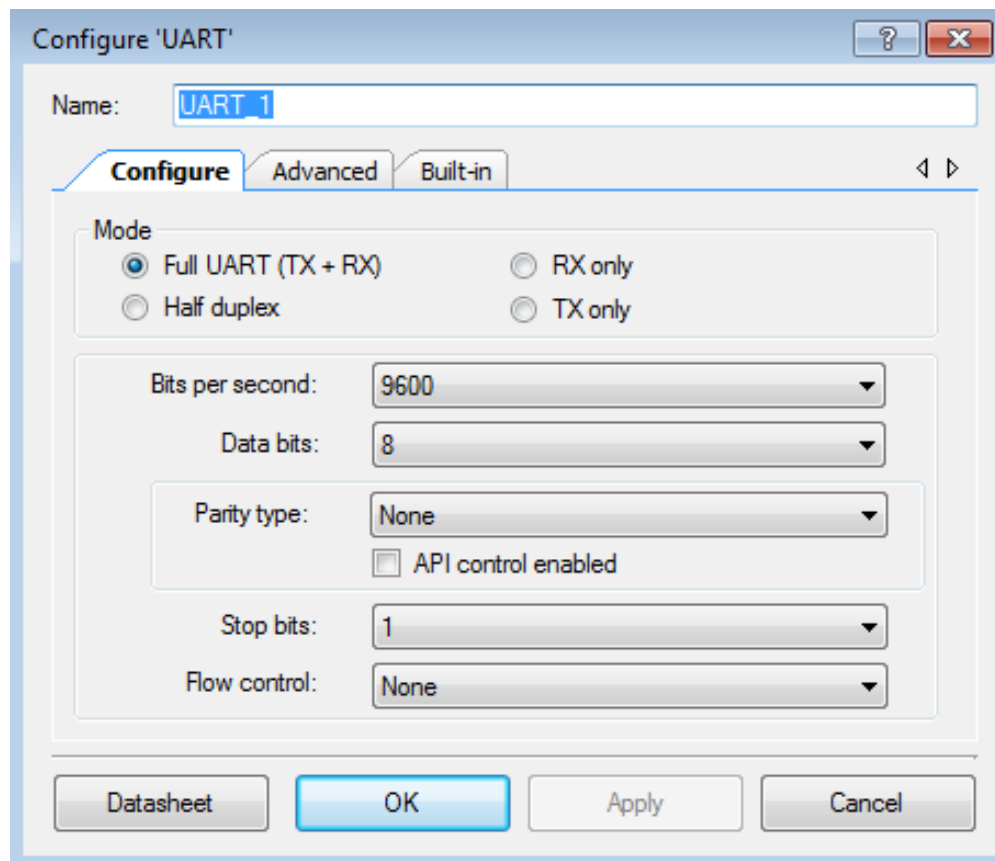 Configure 'UART'
?
Name: UART_1
Configure Advanced Built-in
Mode
Full UART (TX + RX) RX only
Half duplex TX only
Bits per second: 9600
Data bits: 8
Parity type: None
API control enabled
Stop bits: 1
Flow control: None
Datasheet OK Apply Cancel